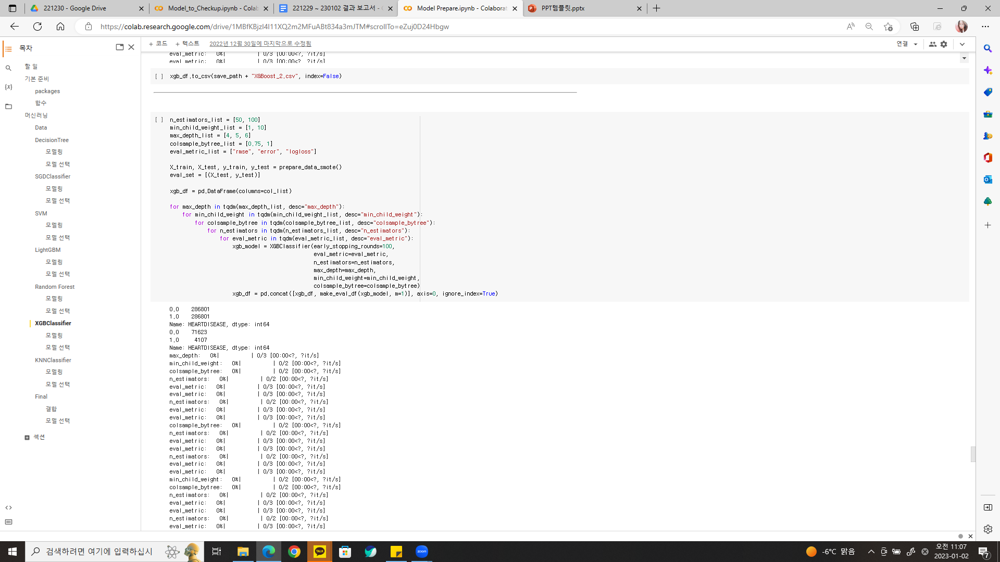 221230 - Google Drive
Model_to_Checkup.ipynb - Colab
221229 ~ 230102 결과 보고서 -
Model Prepare.ipynb - Colaborat
PPT템플릿.pptx
https://colab.research.google.com/drive/1MBfKBjzI4I11XQ2m2MFuABt834a3mJTM#scrollTo=eZuj0D24Hbgw
목차
+ 코드 + 텍스트 2022년 12월 30일에 마지막으로 수정됨
연결
할 일
기본 준비
packages
함수
머신러닝
Data
DecisionTree
모델링
모델 선택
SGDClassifier
모델링
모델 선택
SVM
모델링
모델 선택
LightGBM
모델링
모델 선택
Random Forest
모델링
모델 선택
XGBClassifier
모델링
모델 선택
KNNClassifier
모델링
모델 선택
Final
결합
모델 선택
섹션
eval_metric: 0%| | 0/3 [00:00<?, ?it/s]
eval_metric: 0%| | 0/3 [00:00<?, ?it/s]
[ ] xgb_df.to_csv(save_path + "XGBoost_2.csv", index=False)
[ ] n_estimators_list = [50, 100]
min_child_weight_list = [1, 10]
max_depth_list = [4, 5, 6]
colsample_bytree_list = [0.75, 1]
eval_metric_list = ["rmse", "error", "logloss"]
X_train, X_test, y_train, y_test = prepare_data_smote()
eval_set = [(X_test, y_test)]
xgb_df = pd.DataFrame(columns=col_list)
for max_depth in tqdm(max_depth_list, desc="max_depth"):
for min_child_weight in tqdm(min_child_weight_list, desc="min_child_weight"):
for colsample_bytree in tqdm(colsample_bytree_list, desc="colsample_bytree"):
for n_estimators in tqdm(n_estimators_list, desc="n_estimators"):
for eval_metric in tqdm(eval_metric_list, desc="eval_metric"):
xgb_model = XGBClassifier(early_stopping_rounds=100,
eval_metric=eval_metric,
n_estimators=n_estimators,
max_depth=max_depth,
min_child_weight=min_child_weight,
colsample_bytree=colsample_bytree)
xgb_df = pd.concat([xgb_df, make_eval_df(xgb_model, m=1)], axis=0, ignore_index=True)
0.0 286801
1.0 286801
Name: HEARTDISEASE, dtype: int64
0.0 71623
1.0 4107
Name: HEARTDISEASE, dtype: int64
max_depth: 0%| | 0/3 [00:00<?, ?it/s]
min_child_weight: 0%| | 0/2 [00:00<?, ?it/s]
colsample_bytree: 0%| | 0/2 [00:00<?, ?it/s]
n_estimators: 0%| | 0/2 [00:00<?, ?it/s]
eval_metric: 0%| | 0/3 [00:00<?, ?it/s]
eval_metric: 0%| | 0/3 [00:00<?, ?it/s]
n_estimators: 0%| | 0/2 [00:00<?, ?it/s]
eval_metric: 0%| | 0/3 [00:00<?, ?it/s]
eval_metric: 0%| | 0/3 [00:00<?, ?it/s]
colsample_bytree: 0%| | 0/2 [00:00<?, ?it/s]
n_estimators: 0%| | 0/2 [00:00<?, ?it/s]
eval_metric: 0%| | 0/3 [00:00<?, ?it/s]
eval_metric: 0%| | 0/3 [00:00<?, ?it/s]
n_estimators: 0%| | 0/2 [00:00<?, ?it/s]
eval_metric: 0%| | 0/3 [00:00<?, ?it/s]
eval_metric: 0%| | 0/3 [00:00<?, ?it/s]
min_child_weight: 0%| | 0/2 [00:00<?, ?it/s]
colsample_bytree: 0%| | 0/2 [00:00<?, ?it/s]
n_estimators: 0%| | 0/2 [00:00<?, ?it/s]
eval_metric: 0%| | 0/3 [00:00<?, ?it/s]
eval_metric: 0%| | 0/3 [00:00<?, ?it/s]
n_estimators: 0%| | 0/2 [00:00<?, ?it/s]
eval_metric: 0%| | 0/3 [00:00<?, ?it/s]
검색하려면 여기에 입력하십시
TALK
zoom
-6°C 맑음
오전 11:07
2023-01-02
7